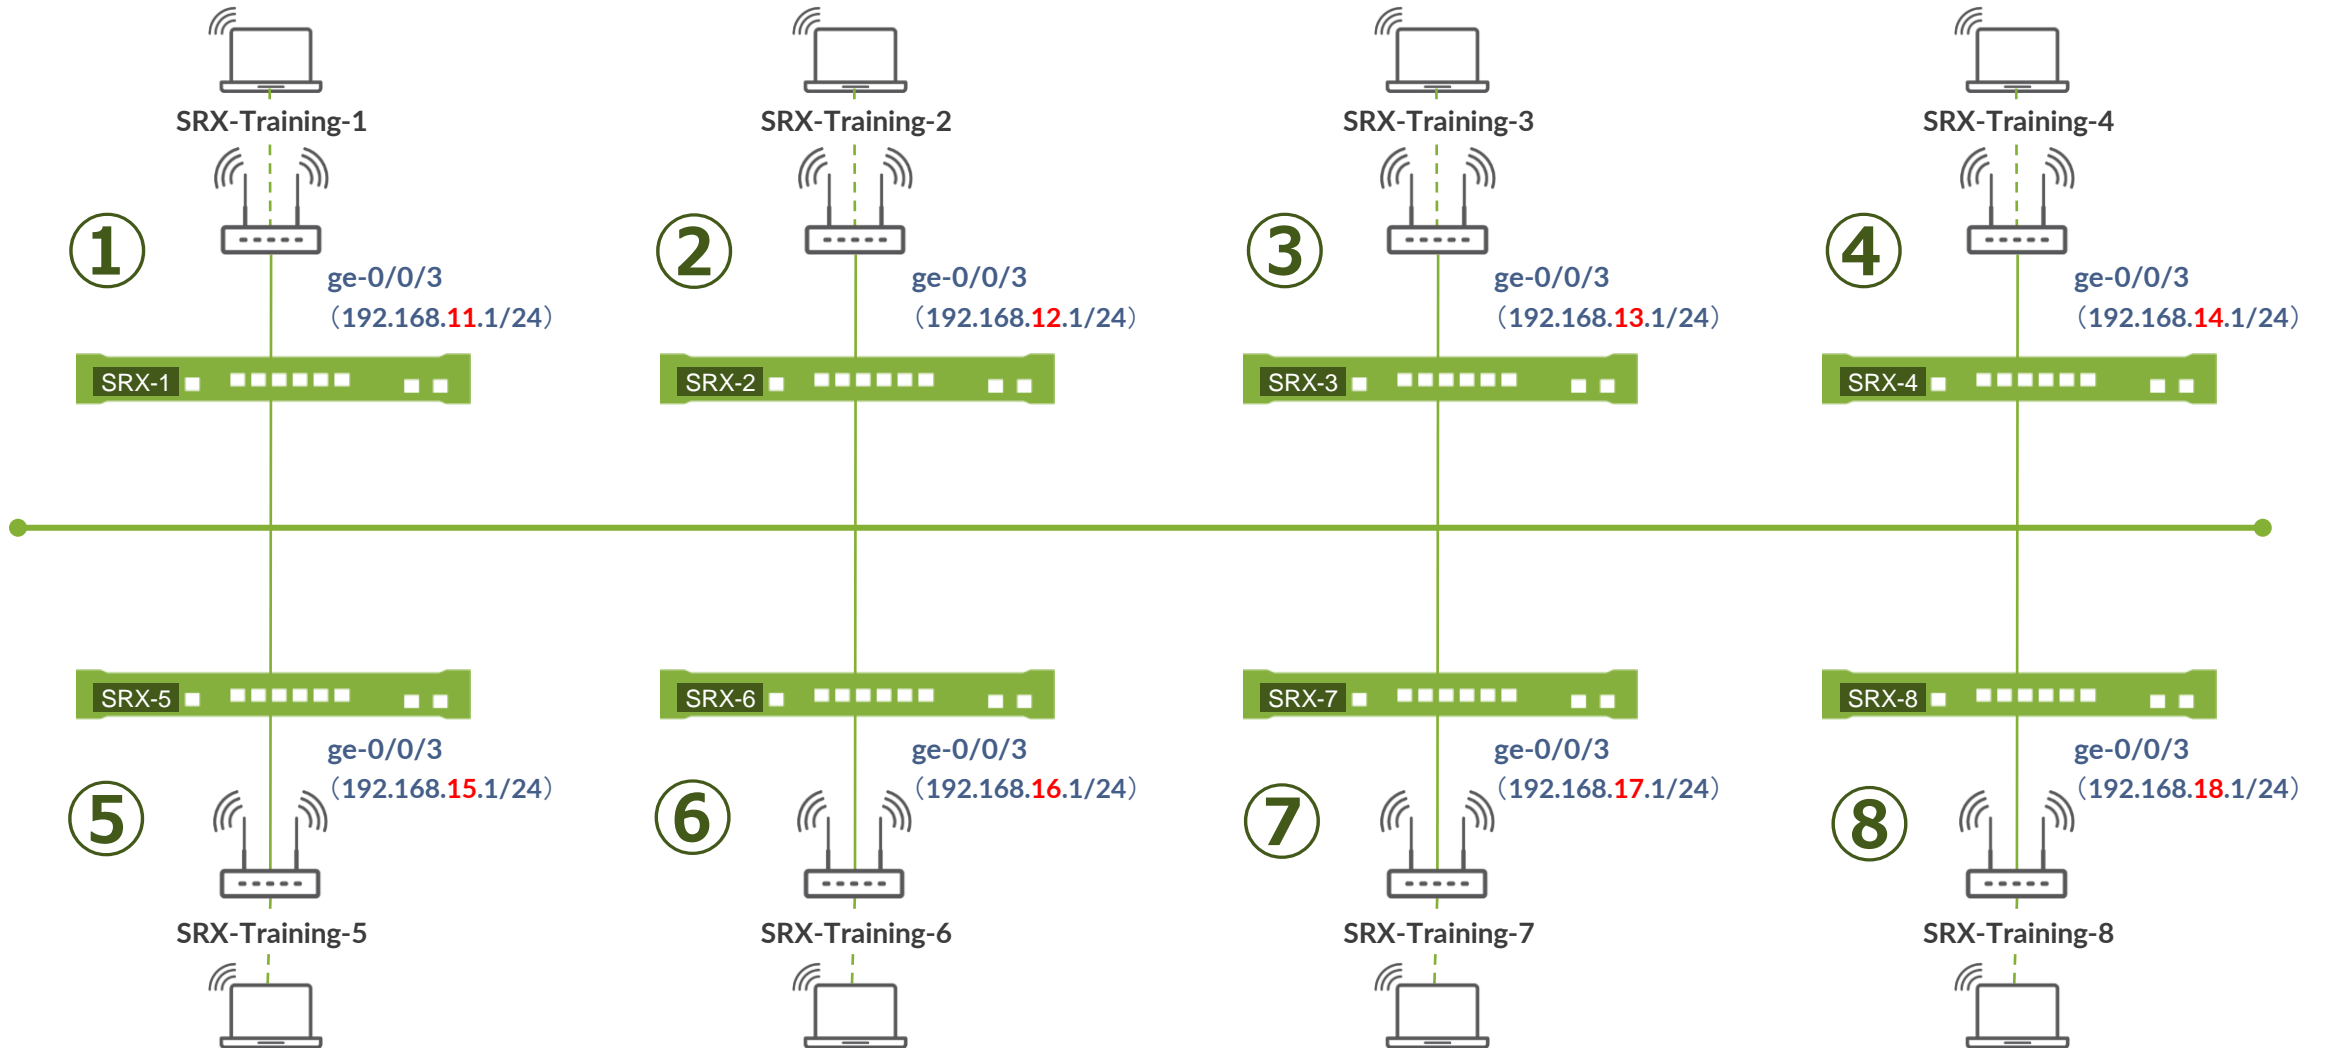 SRX-Training-1
①
ge-0/0/3
（192.168.11.1/24）
SRX-1
SRX-Training-2
②
ge-0/0/3
（192.168.12.1/24）
SRX-2
SRX-Training-3
③
ge-0/0/3
（192.168.13.1/24）
SRX-3
SRX-Training-4
④
ge-0/0/3
（192.168.14.1/24）
SRX-4
SRX-5
ge-0/0/3
（192.168.15.1/24）
⑤
SRX-Training-5
SRX-6
ge-0/0/3
（192.168.16.1/24）
⑥
SRX-Training-6
SRX-7
ge-0/0/3
（192.168.17.1/24）
⑦
SRX-Training-7
SRX-8
ge-0/0/3
（192.168.18.1/24）
⑧
SRX-Training-8